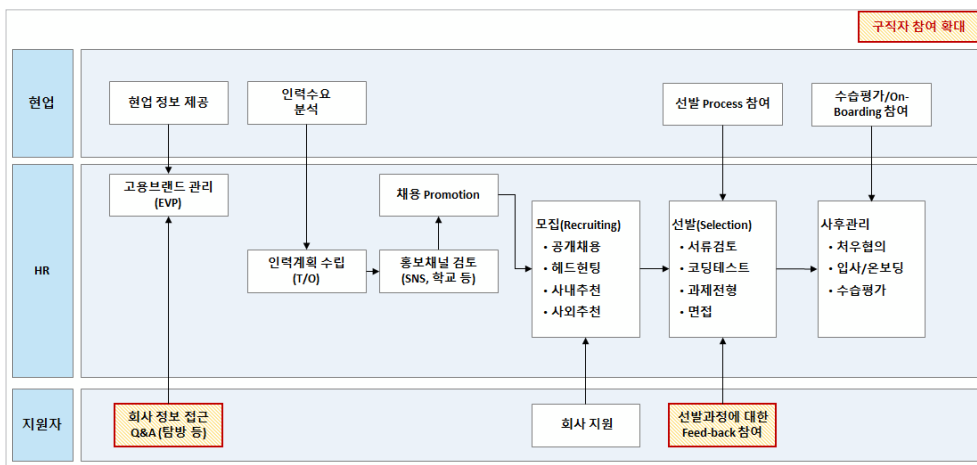 구직자 참여 확대
현업
현업 정보 제공
인력수요
분석
선발 Process 참여
수습평가/On-
Boarding 참여
HR
고용브랜드 관리
(EVP)
인력계획 수립
(T/O)
채용 Promotion
홍보채널 검토
(SNS, 학교 등)
모집(Recruiting)
• 공개채용
• 헤드헌팅
• 사내추천
• 사외추천
선발(Selection)
• 서류검토
• 코딩테스트
• 과제전형
• 면접
사후관리
• 처우협의
• 입사/온보딩
• 수습평가
지원자
회사 정보 접근
Q&A (탐방 등)
회사 지원
선발과정에 대한
Feed-back 참여